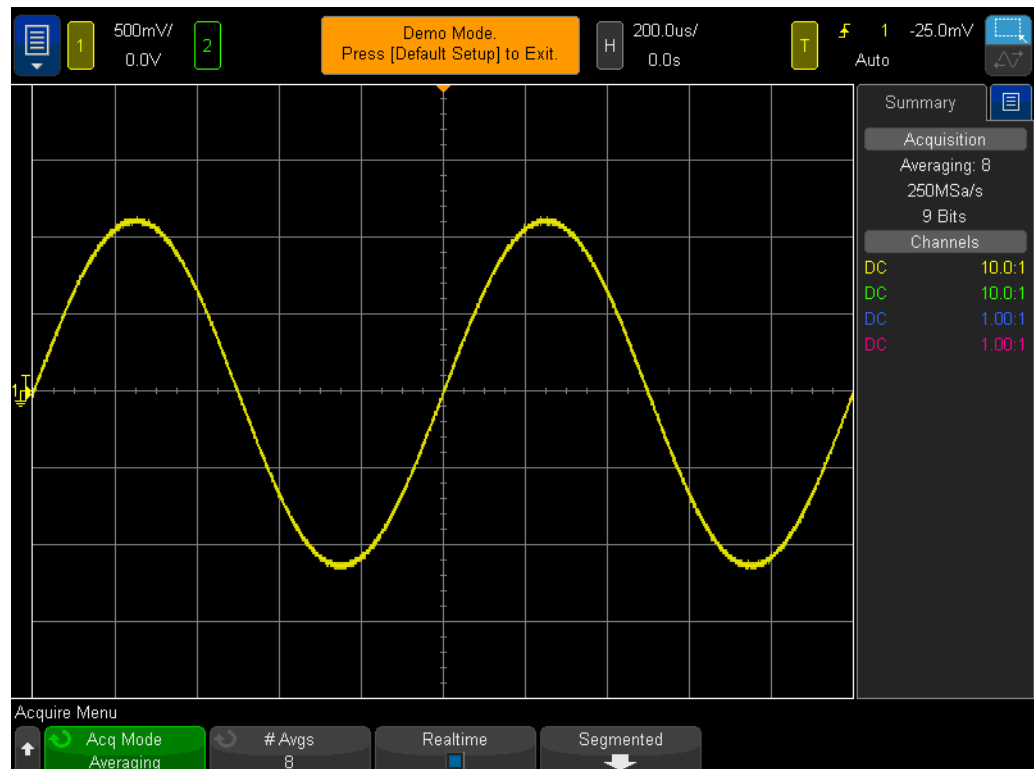 1
500mV/
0.0V
2
Demo Mode.
Press [Default Setup] to Exit.
H
200.0us/
0.0s
T
1
-25.0mV
Auto
Summary
Acquisition
Averaging: 8
250MSa/s
9 Bits
Channels
DC 10.0:1
DC 10.0:1
DC 1.00:1
DC 1.00:1
T
1
Acquire Menu
Acq Mode
Averaging
# Avgs
8
Realtime
Segmented